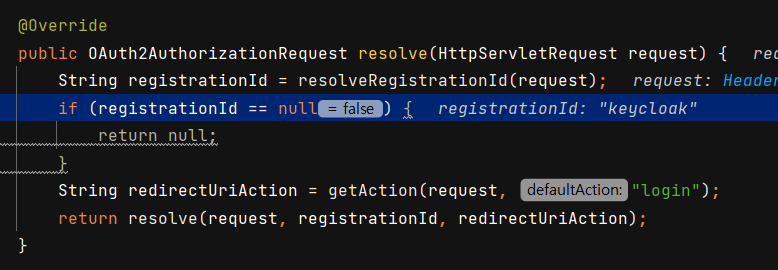 @Override
public OAuth2AuthorizationRequest resolve(HttpServletRequest request) { req
String registrationId = resolveRegistrationId(request); request: Header
if (registrationId == null = false ) { registrationId: "keycloak"
return null;
}
String redirectUriAction = getAction(request, defaultAction: "login");
return resolve(request, registrationId, redirectUriAction);
}